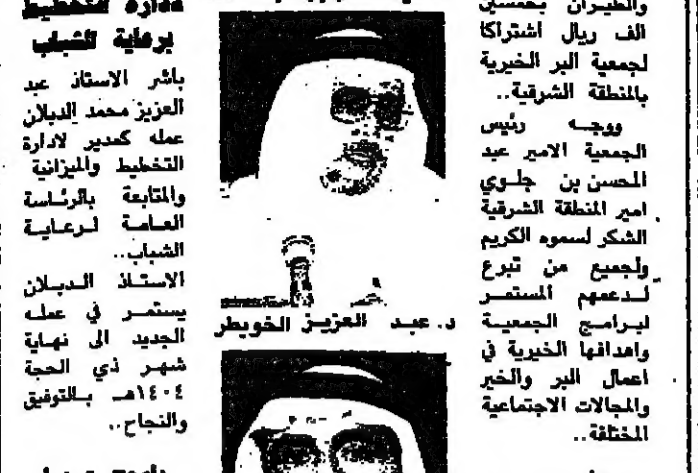 والطيران بخمسين
الف ريال اشتراكا
لجمعية البر الخيرية
بالمنطقة الشرقية..
ووجه رئيس
الجمعية الامير عبد
المحسن بن جلوي
امير المنطقة الشرقية
الشكر لسموه الكريم
ولجميع من تبرع
لدعمهم المستمر
لبرامج الجمعية
واهدافها الخيرية في
اعمال البر والخير
والمجالات الاجتماعية
المختلفة..
د. عبد العزيز الخويطر
للتخطيط
برعاية الشباب
باشر الاستاذ عبد
العزيز محمد الدبلان
عمله كمدير لادارة
التخطيط والميزانية
والمتابعة بالرئاسة
العامة لرعاية
الشباب..
الاستاذ الدبلان
يستمر في عمله
الجديد الى نهاية
شهر ذي الحجة
١٤٠٤هـ بالتوفيق
والنجاح..